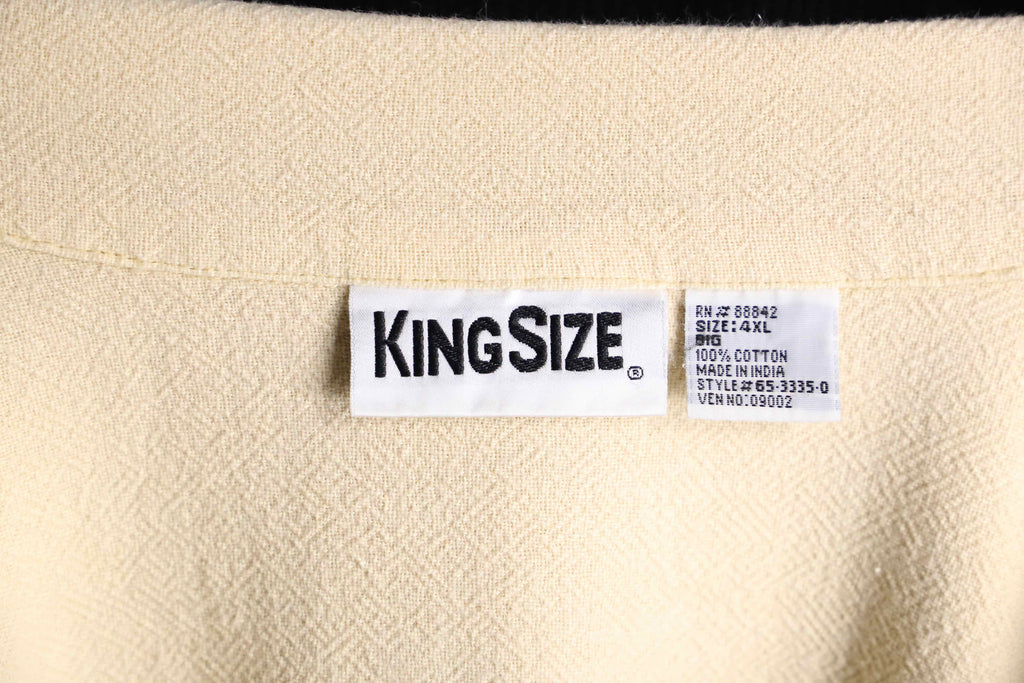 KINGSIZE ®
RN # 88842
SIZE: 4XL
BIG
100% COTTON
MADE IN INDIA
STYLE # 65-3335-0
VEN NO: 09002